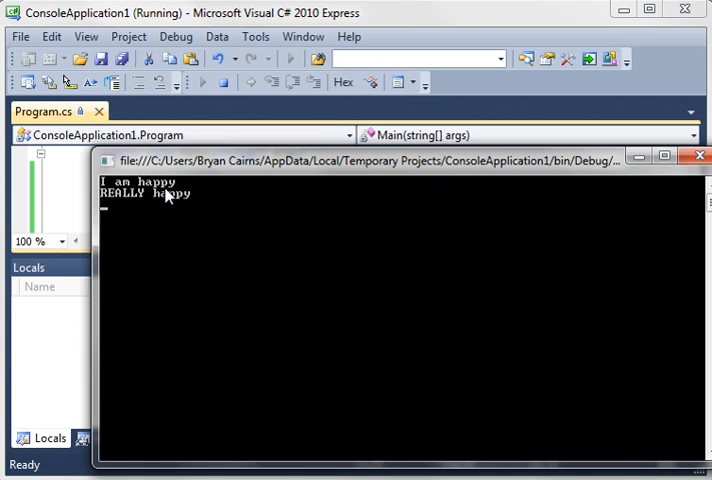 ConsoleApplication1 (Running) - Microsoft Visual C# 2010 Express
File Edit View Project Debug Data Tools Window Help
Hex
Program.cs
ConsoleApplication1.Program
Main(string[] args)
file:///C:/Users/Bryan Cairns/AppData/Local/Temporary Projects/ConsoleApplication1/bin/Debug/...
I am happy
REALLY happy
100 %
Locals
Name
Locals
Ready